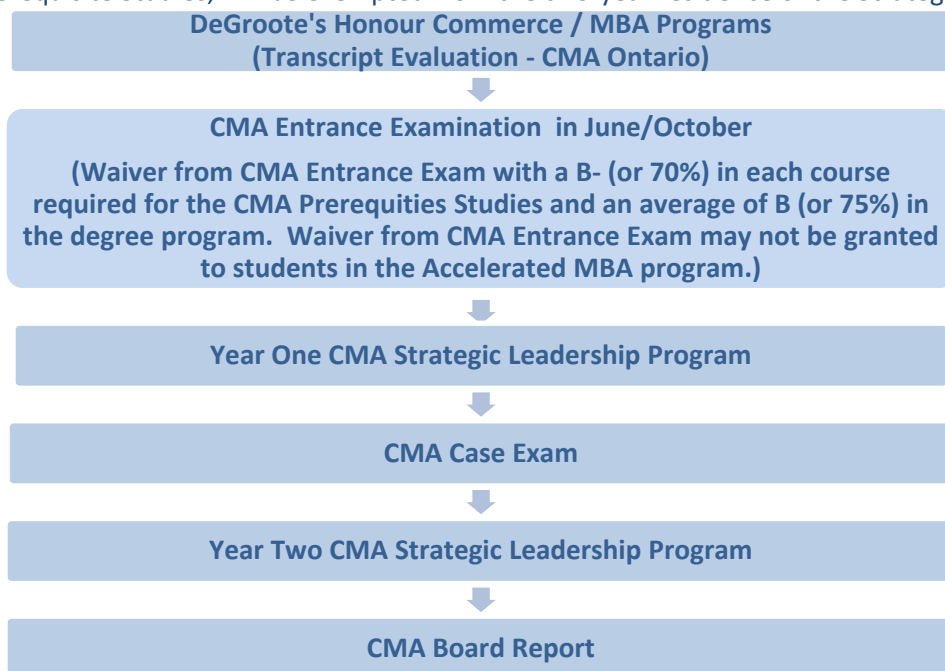 DeGroote's Honour Commerce / MBA Programs
(Transcript Evaluation - CMA Ontario)
CMA Entrance Examination in June/October
(Waiver from CMA Entrance Exam with a B- (or 70%) in each course
required for the CMA Prerequities Studies and an average of B (or 75%) in
the degree program. Waiver from CMA Entrance Exam may not be granted
to students in the Accelerated MBA program.)
Year One CMA Strategic Leadership Program
CMA Case Exam
Year Two CMA Strategic Leadership Program
CMA Board Report